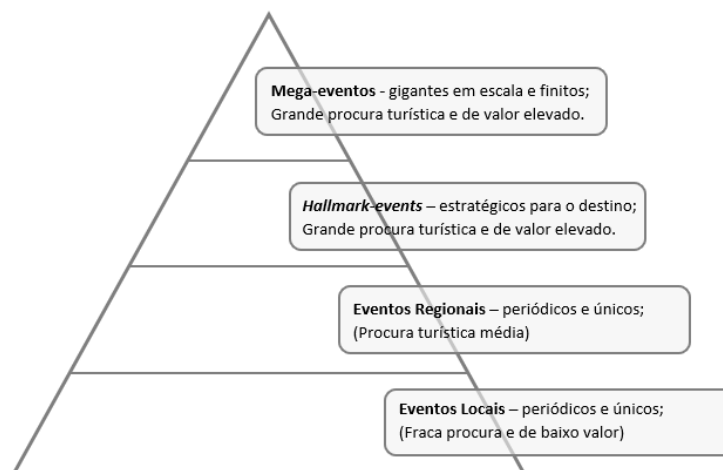 Mega-eventos - gigantes em escala e finitos;
Grande procura turística e de valor elevado.
Hallmark-events – estratégicos para o destino;
Grande procura turística e de valor elevado.
Eventos Regionais – periódicos e únicos;
(Procura turística média)
Eventos Locais – periódicos e únicos;
(Fraca procura e de baixo valor)